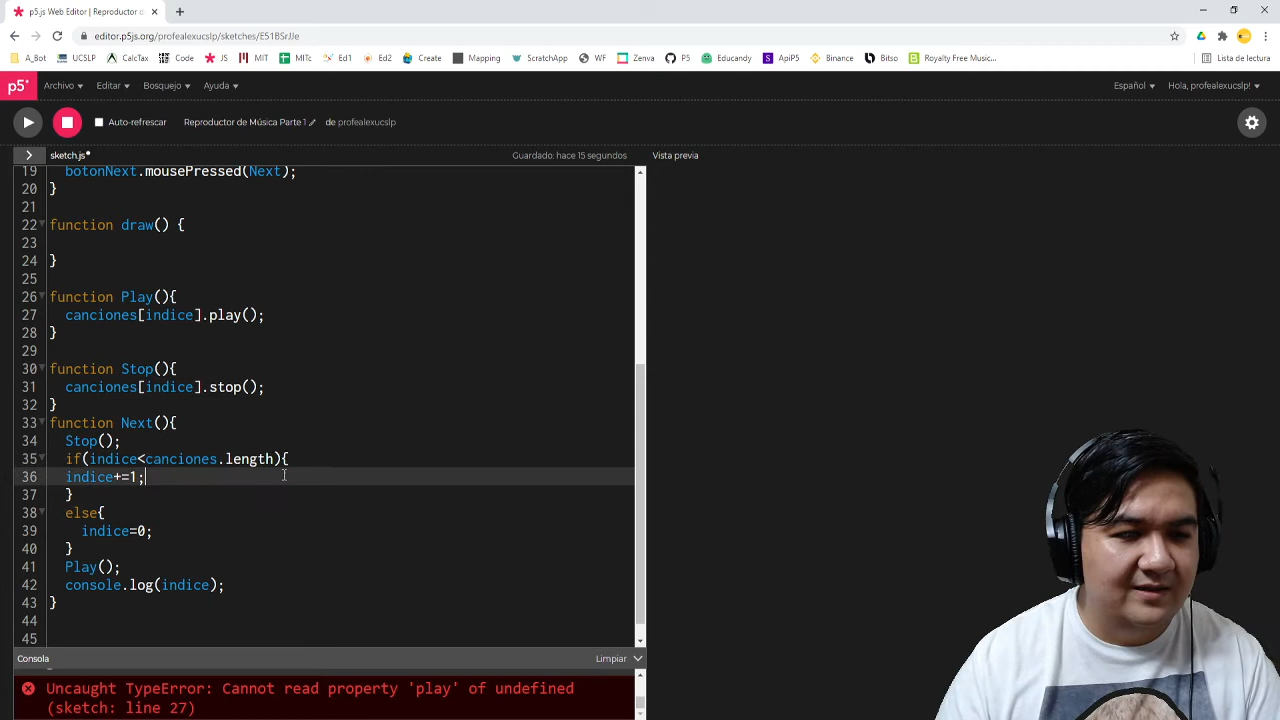 p5.js Web Editor | Reproductor d
editor.p5js.org/profealexucslp/sketches/E51BSrJJe
A_Bot UCSLP CalcTax Code JS MIT MITc Ed1 Ed2 Create Mapping ScratchApp WF Zenva P5 Educandy ApiP5 Binance Bitso Royalty Free Music... Lista de lectura
p5* Archivo Editar Bosquejo Ayuda Español Hola, profealexucslp!
Auto-refrescar Reproductor de Música Parte 1 de profealexucslp
sketch.js Guardado: hace 15 segundos Vista previa
19 botonNext.mousePressed(Next);
20 }
21
22 function draw() {
23
24 }
25
26 function Play(){
27 canciones[indice].play();
28 }
29
30 function Stop(){
31 canciones[indice].stop();
32 }
33 function Next(){
34 Stop();
35 if(indice<canciones.length){
36 indice+=1;
37 }
38 else{
39 indice=0;
40 }
41 Play();
42 console.log(indice);
43 }
44
45
Consola Limpiar
Uncaught TypeError: Cannot read property 'play' of undefined
(sketch: line 27)